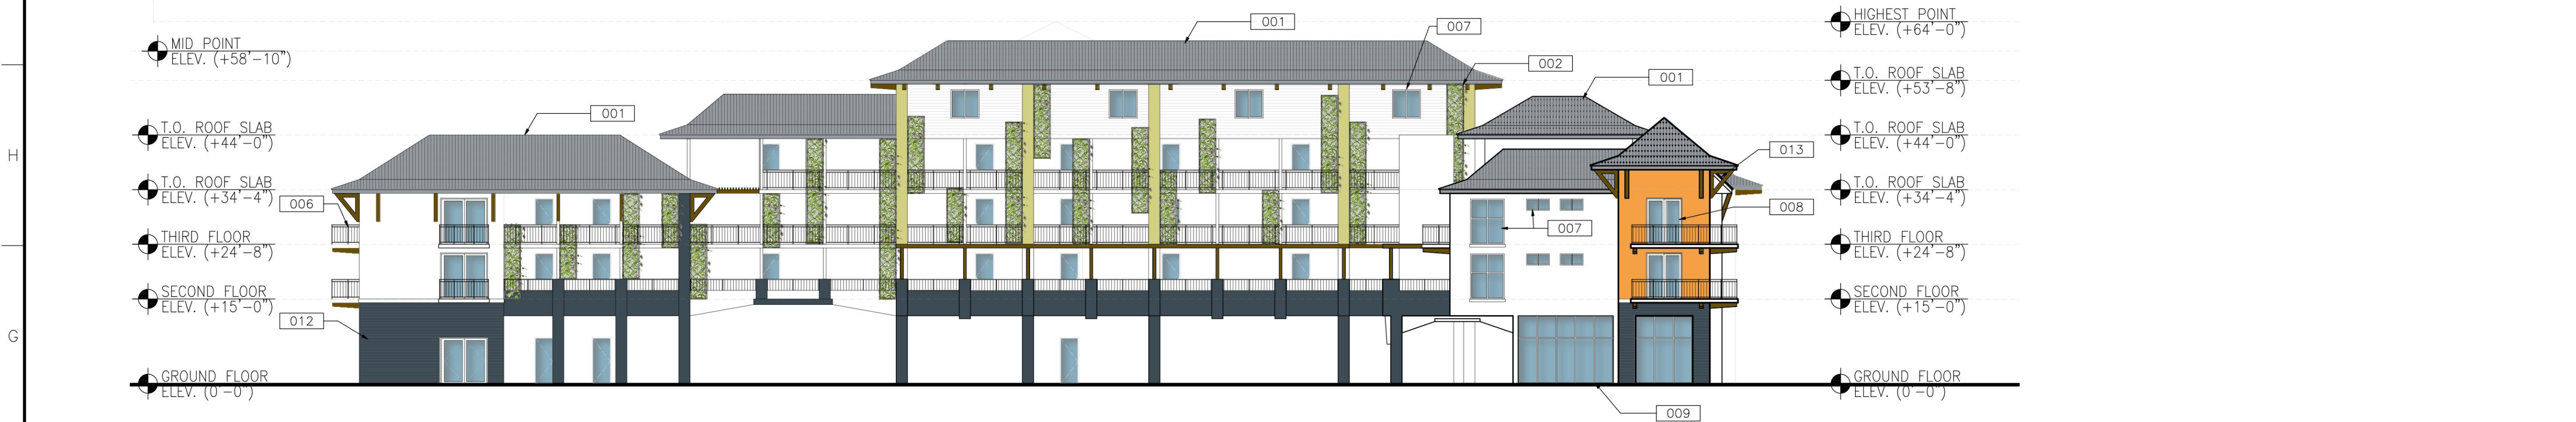 001
HIGHEST POINT
ELEV. (+64'-0")
007
MID POINT
ELEV. (+58'-10")
002
T.O. ROOF SLAB
ELEV. (+53'-8")
001
001
T.O. ROOF SLAB
ELEV. (+44'-0")
T.O. ROOF SLAB
ELEV. (+44'-0")
H
013
T.O. ROOF SLAB
ELEV. (+34'-4")
T.O. ROOF SLAB
ELEV. (+34'-4")
006
008
007
THIRD FLOOR
ELEV. (+24'-8")
THIRD FLOOR
ELEV. (+24'-8")
SECOND FLOOR
ELEV. (+15'-0")
SECOND FLOOR
ELEV. (+15'-0")
012
G
GROUND FLOOR
ELEV. (0'-0")
GROUND FLOOR
ELEV. (0'-0")
009